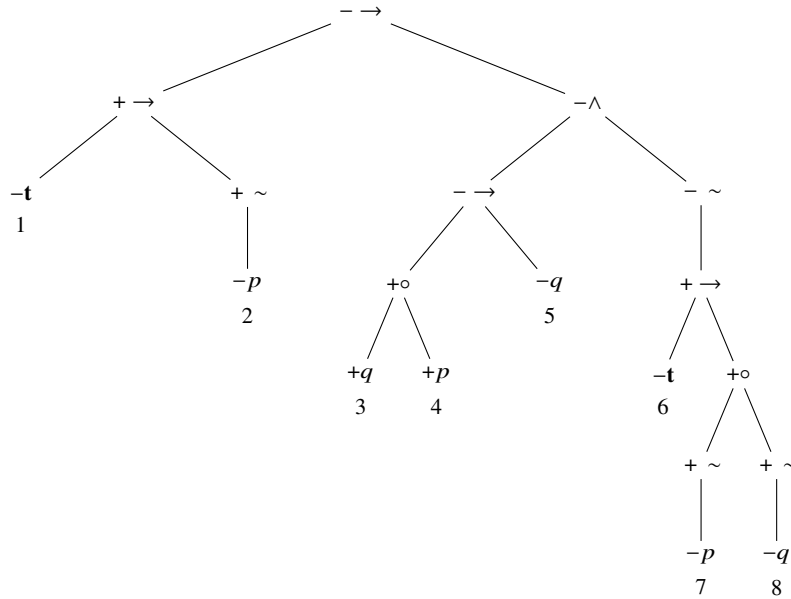 − →
+ → −∧
−t + ~ − → − ~
1
−p +∘ −q + →
2 5
+q +p −t +∘
3 4 6
+ ~ + ~
−p −q
7 8